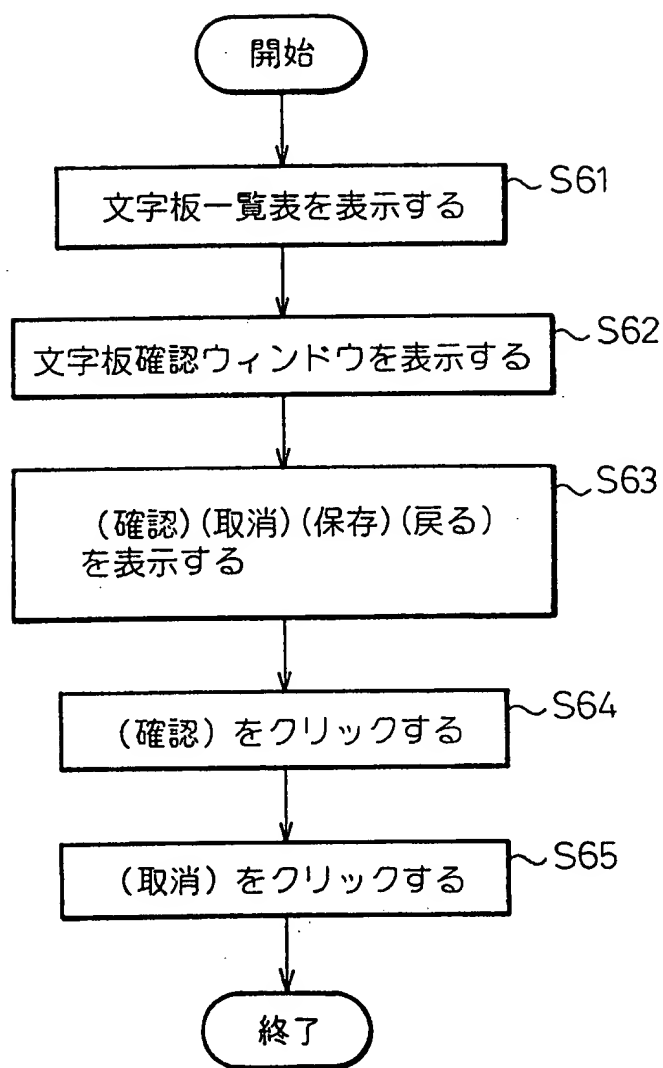 開始
文字板一覧表を表示する
S61
文字板確認ウィンドウを表示する
S62
(確認)(取消)(保存)(戻る)
を表示する
S63
(確認)をクリックする
S64
(取消)をクリックする
S65
終了